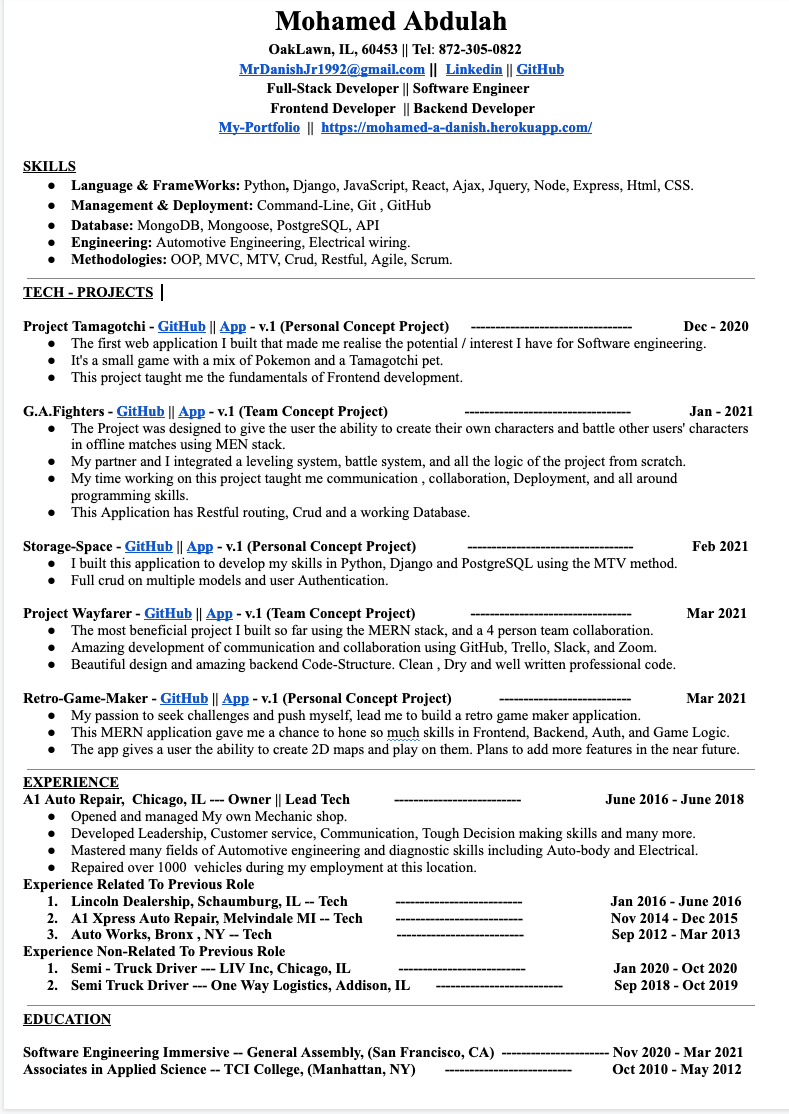 Mohamed Abdulah
OakLawn, IL, 60453 || Tel: 872-305-0822
MrDanishJr1992@gmail.com || Linkedin || GitHub
Full-Stack Developer || Software Engineer
Frontend Developer || Backend Developer
My-Portfolio || https://mohamed-a-danish.herokuapp.com/
SKILLS
● Language & FrameWorks: Python, Django, JavaScript, React, Ajax, Jquery, Node, Express, Html, CSS.
● Management & Deployment: Command-Line, Git , GitHub
● Database: MongoDB, Mongoose, PostgreSQL, API
● Engineering: Automotive Engineering, Electrical wiring.
● Methodologies: OOP, MVC, MTV, Crud, Restful, Agile, Scrum.
TECH - PROJECTS
Project Tamagotchi - GitHub || App - v.1 (Personal Concept Project) --------------------------------- Dec - 2020
● The first web application I built that made me realise the potential / interest I have for Software engineering.
● It's a small game with a mix of Pokemon and a Tamagotchi pet.
● This project taught me the fundamentals of Frontend development.
G.A.Fighters - GitHub || App - v.1 (Team Concept Project) ---------------------------------- Jan - 2021
● The Project was designed to give the user the ability to create their own characters and battle other users' characters
in offline matches using MEN stack.
● My partner and I integrated a leveling system, battle system, and all the logic of the project from scratch.
● My time working on this project taught me communication , collaboration, Deployment, and all around
programming skills.
● This Application has Restful routing, Crud and a working Database.
Storage-Space - GitHub || App - v.1 (Personal Concept Project) ---------------------------------- Feb 2021
● I built this application to develop my skills in Python, Django and PostgreSQL using the MTV method.
● Full crud on multiple models and user Authentication.
Project Wayfarer - GitHub || App - v.1 (Team Concept Project) --------------------------------- Mar 2021
● The most beneficial project I built so far using the MERN stack, and a 4 person team collaboration.
● Amazing development of communication and collaboration using GitHub, Trello, Slack, and Zoom.
● Beautiful design and amazing backend Code-Structure. Clean , Dry and well written professional code.
Retro-Game-Maker - GitHub || App - v.1 (Personal Concept Project) --------------------------- Mar 2021
● My passion to seek challenges and push myself, lead me to build a retro game maker application.
● This MERN application gave me a chance to hone so much skills in Frontend, Backend, Auth, and Game Logic.
● The app gives a user the ability to create 2D maps and play on them. Plans to add more features in the near future.
EXPERIENCE
A1 Auto Repair, Chicago, IL --- Owner || Lead Tech -------------------------- June 2016 - June 2018
● Opened and managed My own Mechanic shop.
● Developed Leadership, Customer service, Communication, Tough Decision making skills and many more.
● Mastered many fields of Automotive engineering and diagnostic skills including Auto-body and Electrical.
● Repaired over 1000 vehicles during my employment at this location.
Experience Related To Previous Role
1. Lincoln Dealership, Schaumburg, IL -- Tech -------------------------- Jan 2016 - June 2016
2. A1 Xpress Auto Repair, Melvindale MI -- Tech -------------------------- Nov 2014 - Dec 2015
3. Auto Works, Bronx , NY -- Tech -------------------------- Sep 2012 - Mar 2013
Experience Non-Related To Previous Role
1. Semi - Truck Driver --- LIV Inc, Chicago, IL -------------------------- Jan 2020 - Oct 2020
2. Semi Truck Driver --- One Way Logistics, Addison, IL -------------------------- Sep 2018 - Oct 2019
EDUCATION
Software Engineering Immersive -- General Assembly, (San Francisco, CA) ---------------------- Nov 2020 - Mar 2021
Associates in Applied Science -- TCI College, (Manhattan, NY) -------------------------- Oct 2010 - May 2012